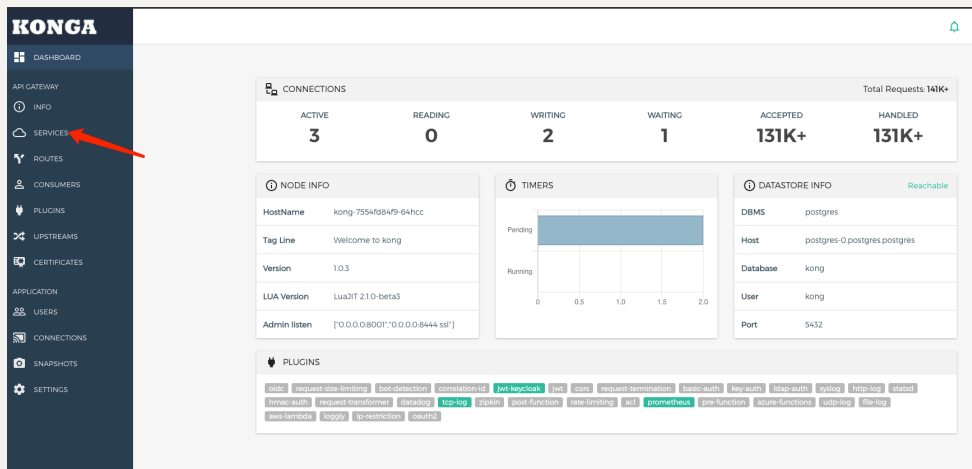 KONGA
DASHBOARD
API GATEWAY
INFO
SERVICES
ROUTES
CONSUMERS
PLUGINS
UPSTREAMS
CERTIFICATES
APPLICATION
USERS
CONNECTIONS
SNAPSHOTS
SETTINGS
CONNECTIONS Total Requests: 141K+
ACTIVE READING WRITING WAITING ACCEPTED HANDLED
3 0 2 1 131K+ 131K+
NODE INFO
HostName kong-7554fd84f9-64hcc
Tag Line Welcome to kong
Version 1.0.3
LUA Version LuaJIT 2.1.0-beta3
Admin listen ["0.0.0.0:8001","0.0.0.0:8444 ssl"]
TIMERS
Pending
Running
0 0.5 1.0 1.5 2.0
DATASTORE INFO Reachable
DBMS postgres
Host postgres-0.postgres.postgres
Database kong
User kong
Port 5432
PLUGINS
oidc request-size-limiting bot-detection correlation-id jwt-keycloak jwt cors request-termination basic-auth key-auth ldap-auth syslog http-log statsd
hmac-auth request-transformer datadog tcp-log zipkin post-function rate-limiting acl prometheus pre-function azure-functions udp-log file-log
aws-lambda loggly ip-restriction oauth2